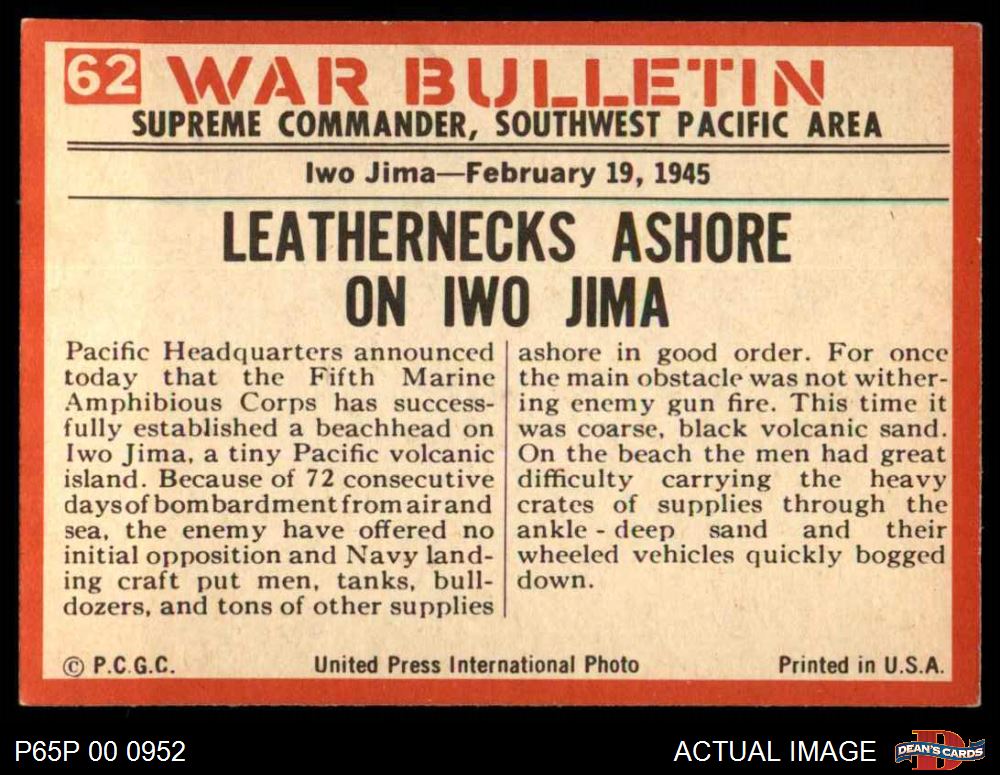 62 WAR BULLETIN
SUPREME COMMANDER, SOUTHWEST PACIFIC AREA
Iwo Jima—February 19, 1945
LEATHERNECKS ASHORE
ON IWO JIMA
Pacific Headquarters announced
today that the Fifth Marine
Amphibious Corps has success-
fully established a beachhead on
Iwo Jima, a tiny Pacific volcanic
island. Because of 72 consecutive
days of bombardment from air and
sea, the enemy have offered no
initial opposition and Navy land-
ing craft put men, tanks, bull-
dozers, and tons of other supplies
ashore in good order. For once
the main obstacle was not wither-
ing enemy gun fire. This time it
was coarse, black volcanic sand.
On the beach the men had great
difficulty carrying the heavy
crates of supplies through the
ankle - deep sand and their
wheeled vehicles quickly bogged
down.
© P.C.G.C. United Press International Photo Printed in U.S.A.
P65P 00 0952 ACTUAL IMAGE DEAN'S CARDS